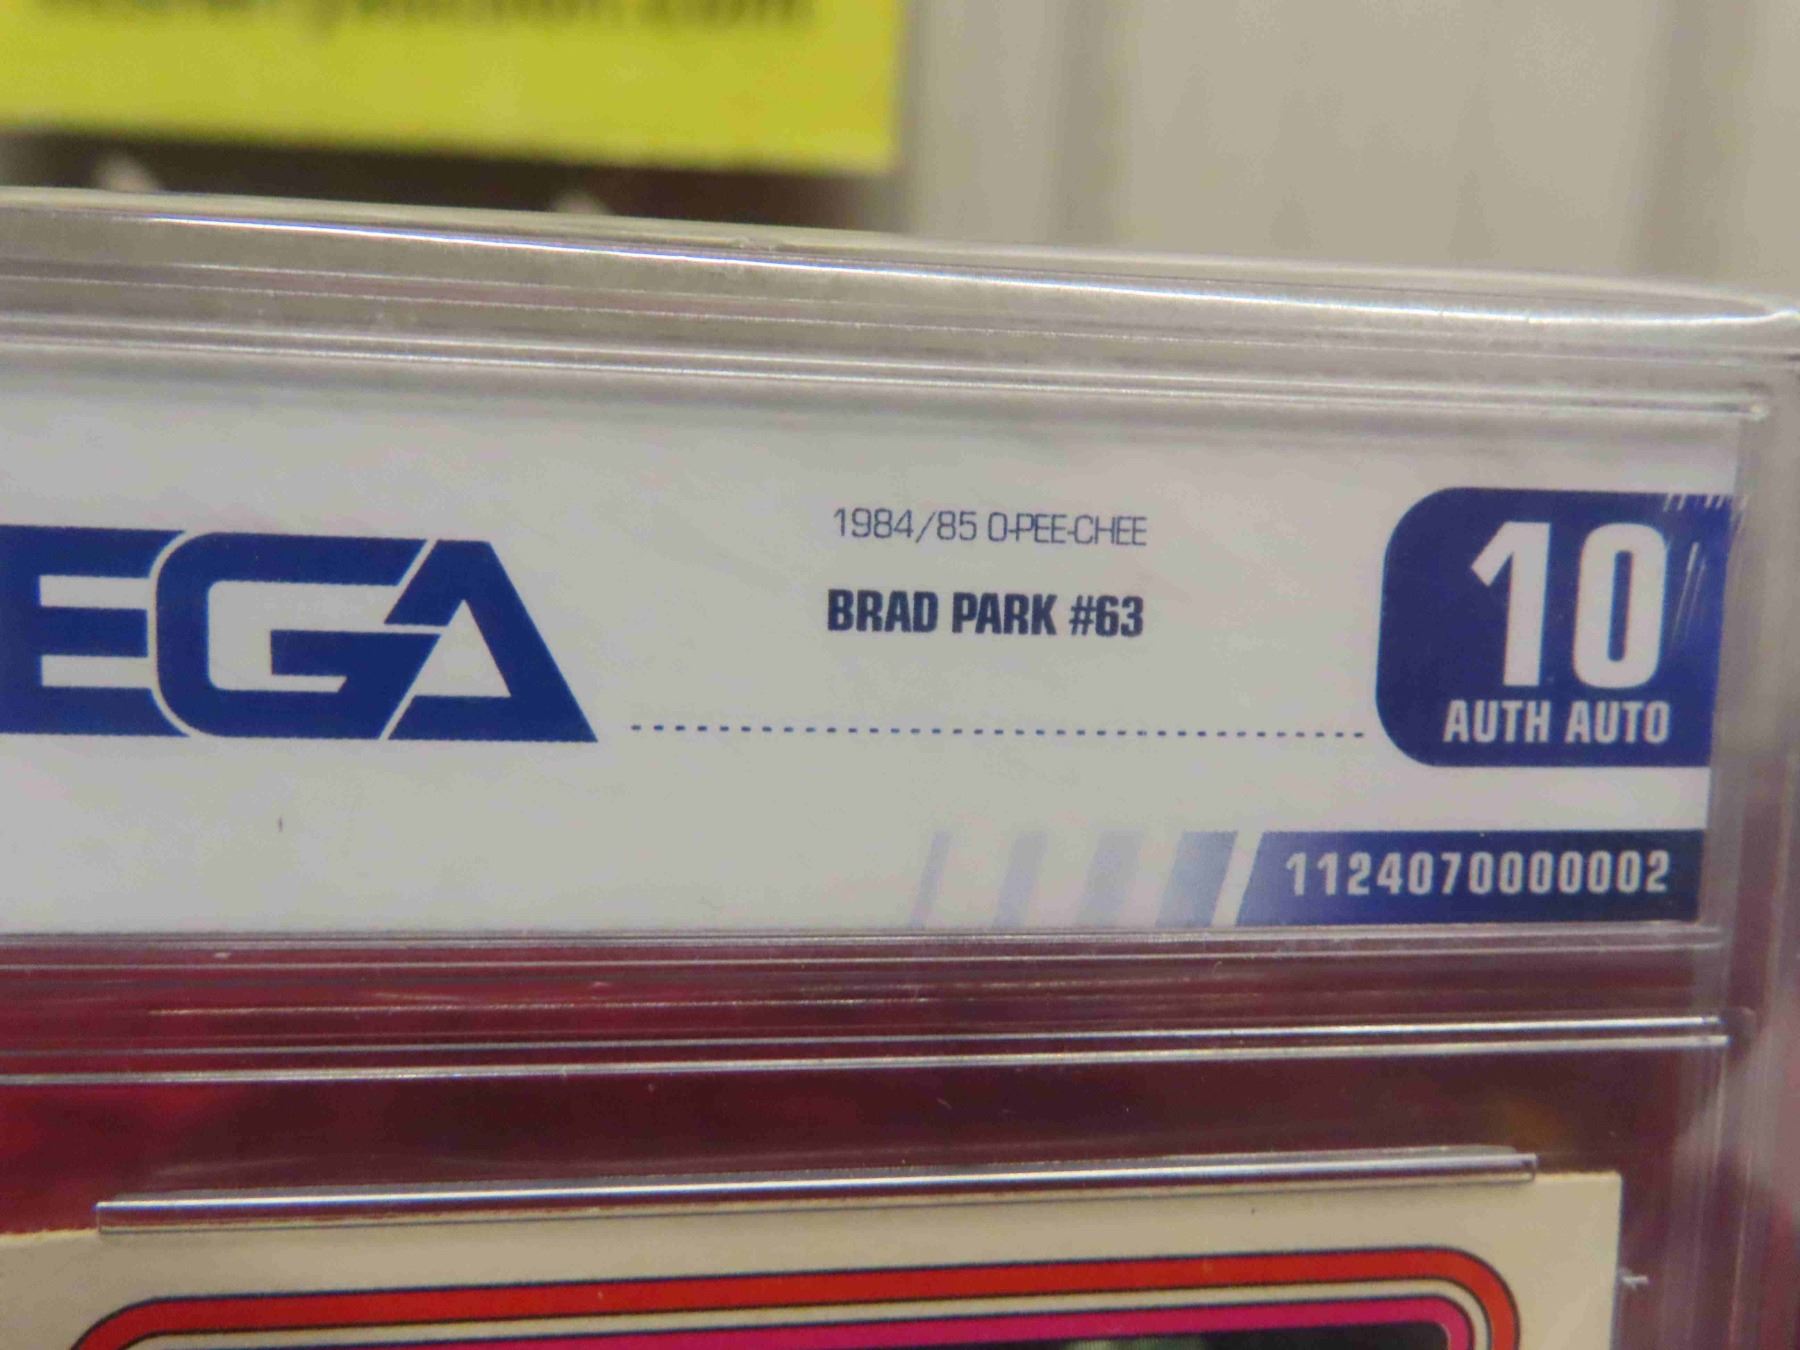 1984/85 O-PEE-CHEE
EGA
BRAD PARK #63
10
AUTH AUTO
1124070000002